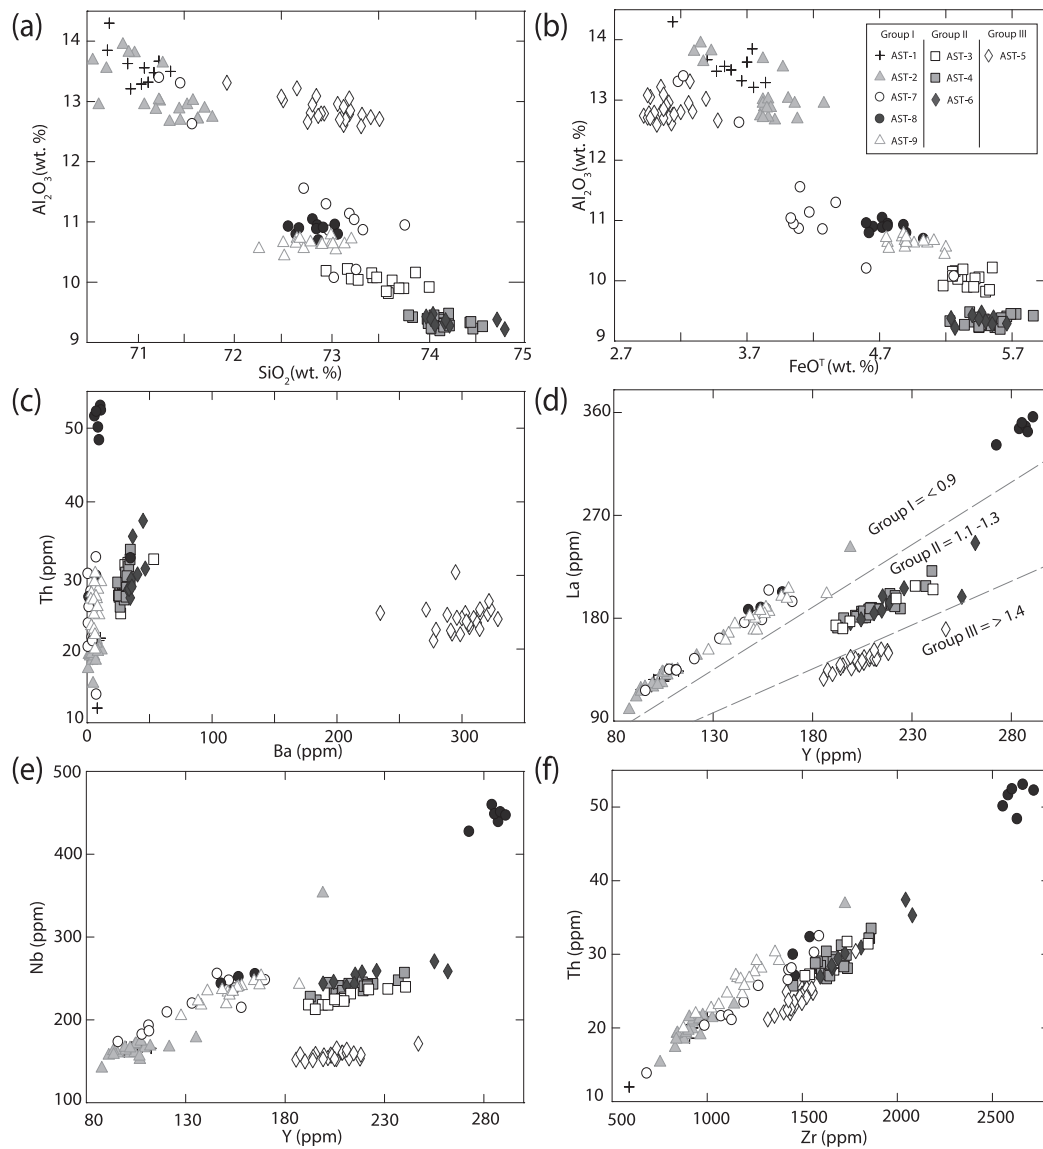 (a)
14
13
12
11
10
9
Al2O3(wt. %)
71
72
73
74
75
SiO2(wt. %)
(b)
14
13
12
11
10
9
Al2O3(wt. %)
2.7
3.7
4.7
5.7
FeOT(wt. %)
Group I
Group II
Group III
AST-1
AST-3
AST-5
AST-2
AST-4
AST-7
AST-6
AST-8
AST-9
(c)
50
40
30
20
10
Th (ppm)
0
100
200
300
Ba (ppm)
(d)
360
270
180
90
La (ppm)
Group I = < 0.9
Group II = 1.1 -1.3
Group III = > 1.4
80
130
180
230
280
Y (ppm)
(e)
500
400
300
200
100
Nb (ppm)
80
130
180
230
280
Y (ppm)
(f)
50
40
30
20
10
Th (ppm)
500
1000
1500
2000
2500
Zr (ppm)